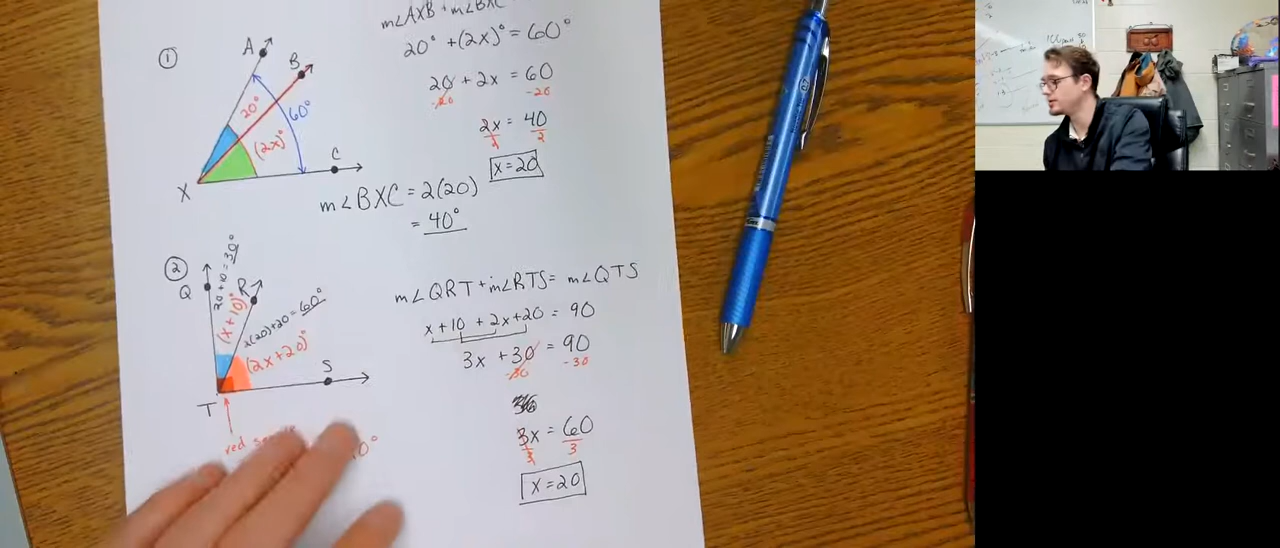 m∠AXB + m∠BXC
20° + (2x)° = 60°
①
A
B
20°
60°
(2x)°
C
X
20 + 2x = 60
-20 -20
2x = 40
2 2
x = 20
m∠BXC = 2(20)
= 40°
②
Q
20+10 = 30°
R
(x+10)°
(20)+20 = 60°
(2x+20)°
S
T
red
0°
m∠QRT + m∠RTS = m∠QTS
x+10 + 2x+20 = 90
3x + 30 = 90
-30 -30
3x = 60
3 3
x = 20